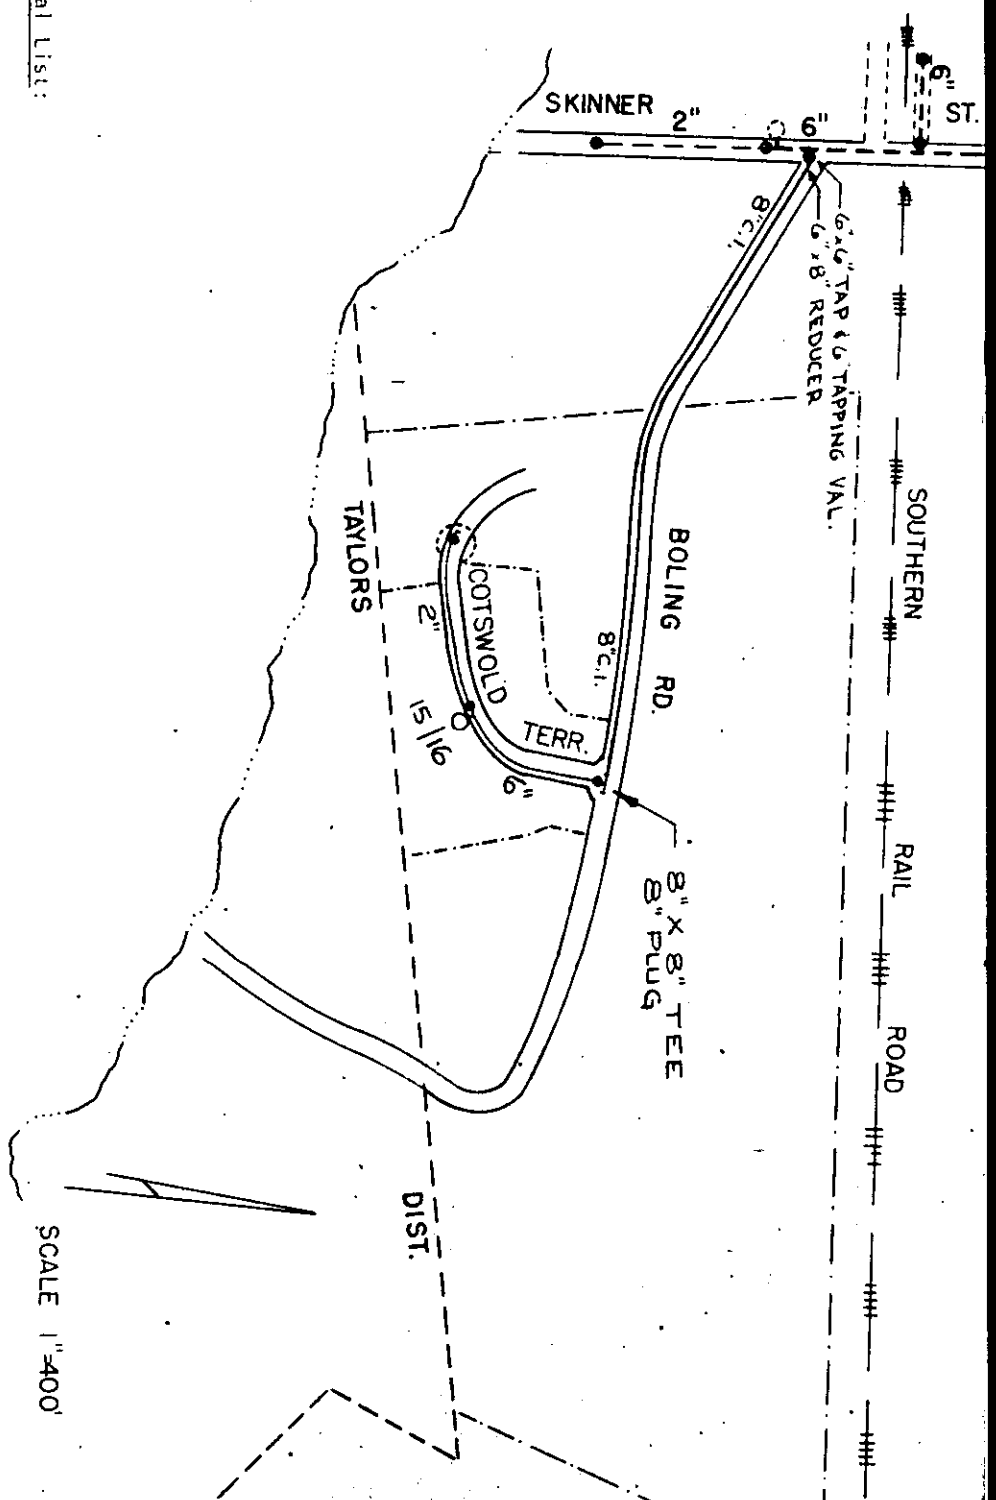 al List:
SKINNER
2"
6"
6"
ST.
8"C.I.
6"x6" TAP & 6" TAPPING VAL.
6"x8" REDUCER
SOUTHERN
RAIL
ROAD
BOLING RD.
8"C.I.
TAYLORS
DIST.
COTSWOLD
TERR.
2"
15/16
6"
8" X 8" TEE
8" PLUG
SCALE 1"=400'